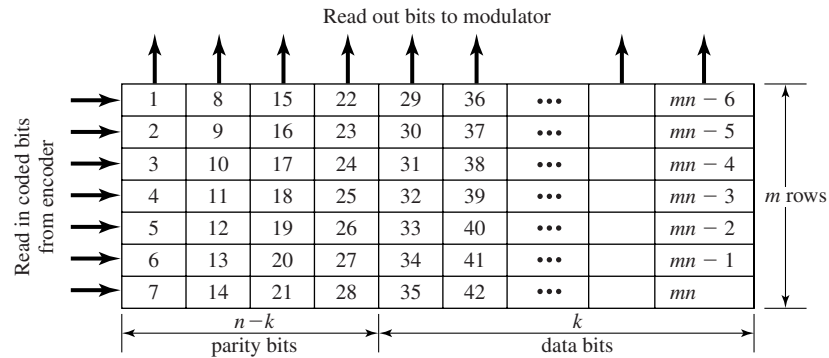 Read out bits to modulator
Read in coded bits
from encoder
1 8 15 22 29 36 ••• mn − 6
2 9 16 23 30 37 ••• mn − 5
3 10 17 24 31 38 ••• mn − 4
4 11 18 25 32 39 ••• mn − 3
5 12 19 26 33 40 ••• mn − 2
6 13 20 27 34 41 ••• mn − 1
7 14 21 28 35 42 ••• mn
m rows
n−k
parity bits
k
data bits